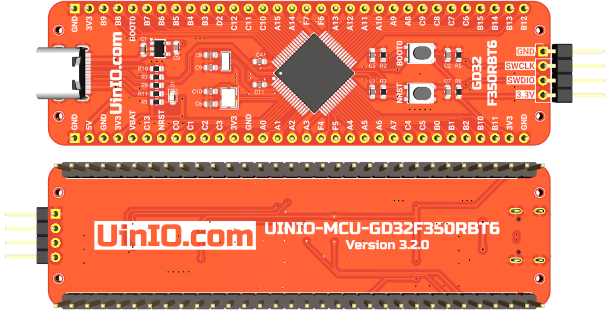 GND 3V3 B9 B8 BOOT0 B7 B6 B5 B4 B3 D2 C12 C11 C10 A15 A14 F7 F6 A13 A12 A11 A10 A9 A8 C9 C8 C7 C6 B15 B14 B13 B12
UinIO.com
BOOT0
NRST
GD32
F350RBT6
GND
SWCLK
SWDIO
3.3V
GND 5V GND 3V3 VBAT C13 NRST C0 C1 C2 C3 3V3 GND A0 A1 A2 A3 F4 F5 A4 A5 A6 A7 C4 C5 B0 B1 B2 B10 B11 3V3 GND
UinIO.com
UINIO-MCU-GD32F350RBT6
Version 3.2.0